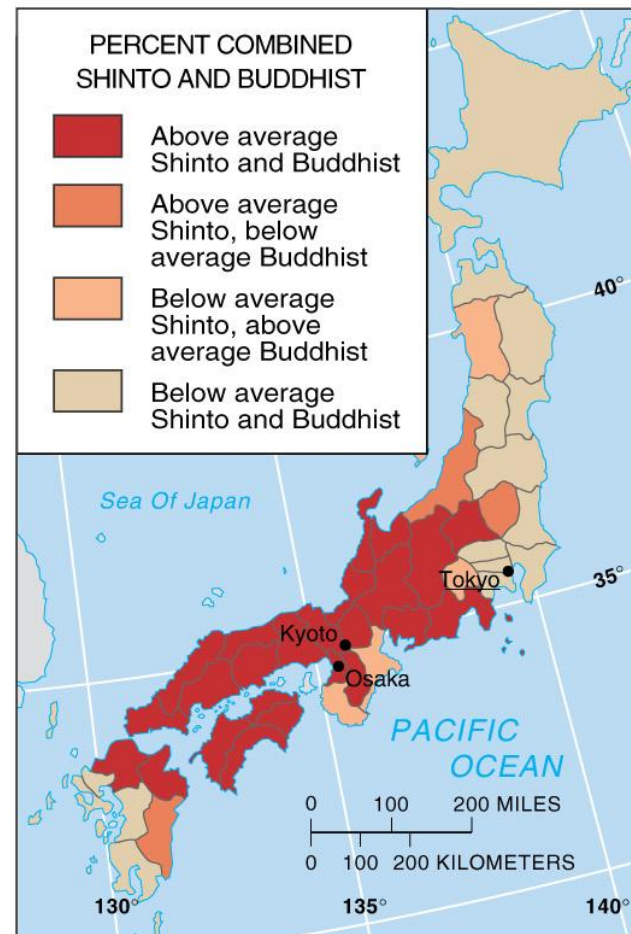 PERCENT COMBINED
SHINTO AND BUDDHIST
Above average
Shinto and Buddhist
Above average
Shinto, below
average Buddhist
Below average
Shinto, above
average Buddhist
Below average
Shinto and Buddhist
40°
Sea Of Japan
Tokyo
35°
Kyoto
Osaka
PACIFIC
OCEAN
0 100 200 MILES
0 100 200 KILOMETERS
130° 135° 140°